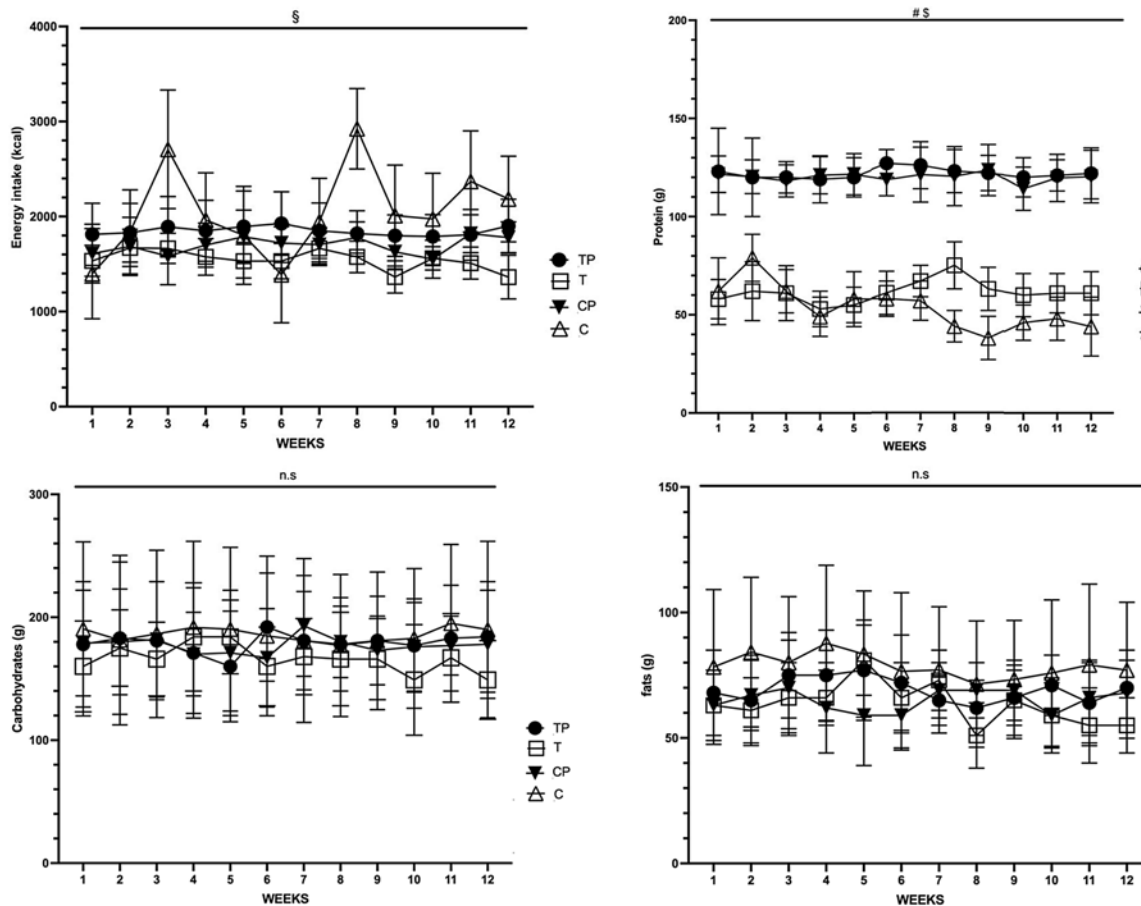 §
Energy intake (kcal)
4000
3000
2000
1000
0
1 2 3 4 5 6 7 8 9 10 11 12
WEEKS
TP
T
CP
C
# $
Protein (g)
200
150
100
50
0
1 2 3 4 5 6 7 8 9 10 11 12
WEEKS
n.s
Carbohydrates (g)
300
200
100
0
1 2 3 4 5 6 7 8 9 10 11 12
WEEKS
TP
T
CP
C
n.s
fats (g)
150
100
50
0
1 2 3 4 5 6 7 8 9 10 11 12
WEEKS